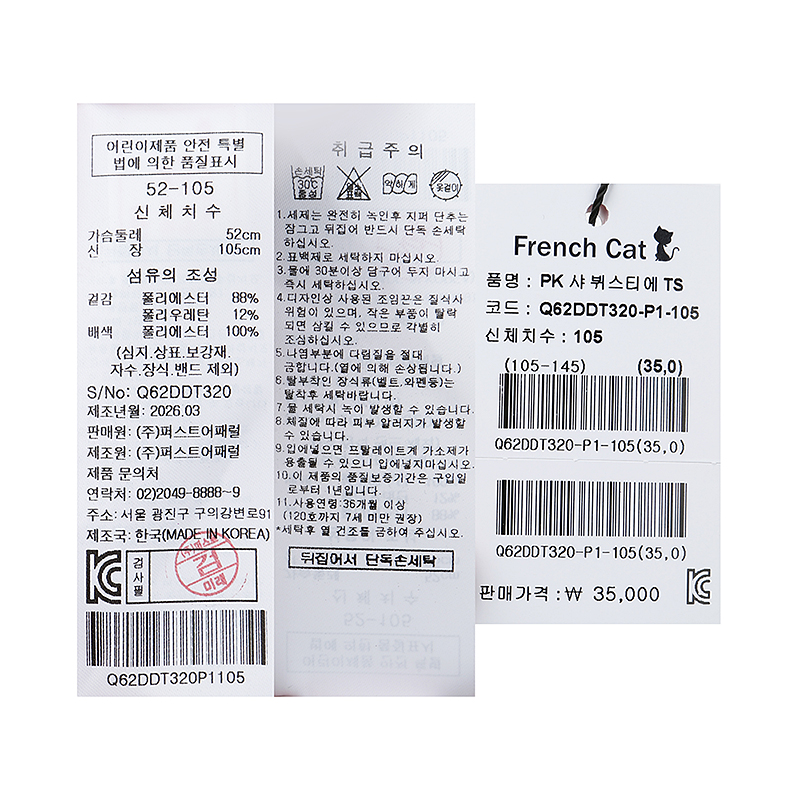 어린이제품 안전 특별
법에 의한 품질표시
52-105
신체치수
가슴둘레 52cm
신 장 105cm
섬유의 조성
겉감 폴리에스터 88%
폴리우레탄 12%
배색 폴리에스터 100%
(심지.상표.보강재.
자수.장식.밴드 제외)
S/No: Q62DDT320
제조년월: 2026.03
판매원: (주)퍼스트어패럴
제조원: (주)퍼스트어패럴
제품 문의처
연락처: 02)2049-8888~9
주소: 서울 광진구 구의강변로91
제조국: 한국(MADE IN KOREA)
검사필
검
미래
Q62DDT320P1105
취급주의
손세탁
30℃
중성
염소표백
약하게
옷걸이
1.세제는 완전히 녹인후 지퍼 단추는
잠그고 뒤집어 반드시 단독 손세탁
하십시오.
2.표백제로 세탁하지 마십시오.
3.물에 30분이상 담구어 두지 마시고
즉시 세탁하십시오.
4.디자인상 사용된 조임끈은 질식사
위험이 있으며, 작은 부품이 탈락
되면 삼킬 수 있으므로 각별히
조심하십시오.
5.나염부분에 다림질을 절대
금합니다.(열에 의해 손상됩니다.)
6.탈부착인 장식류(벨트.와펜등)는
탈착후 세탁바랍니다.
7.물 세탁시 녹이 발생할 수 있습니다.
8.체질에 따라 피부 알러지가 발생할
수 있습니다.
9.입에넣으면 프탈레이트계 가소제가
용출될 수 있으니 입에넣지마십시오.
10.이 제품의 품질보증기간은 구입일
로부터 1년입니다.
11.사용연령:36개월 이상
(120호까지 7세 미만 권장)
*세탁후 열 건조를 금하여 주십시오.
뒤집어서 단독손세탁
French Cat
품명 : PK 샤 뷔스티에 TS
코드 : Q62DDT320-P1-105
신체치수 : 105
(105-145) (35,0)
Q62DDT320-P1-105(35,0)
Q62DDT320-P1-105(35,0)
판매가격 : ₩ 35,000